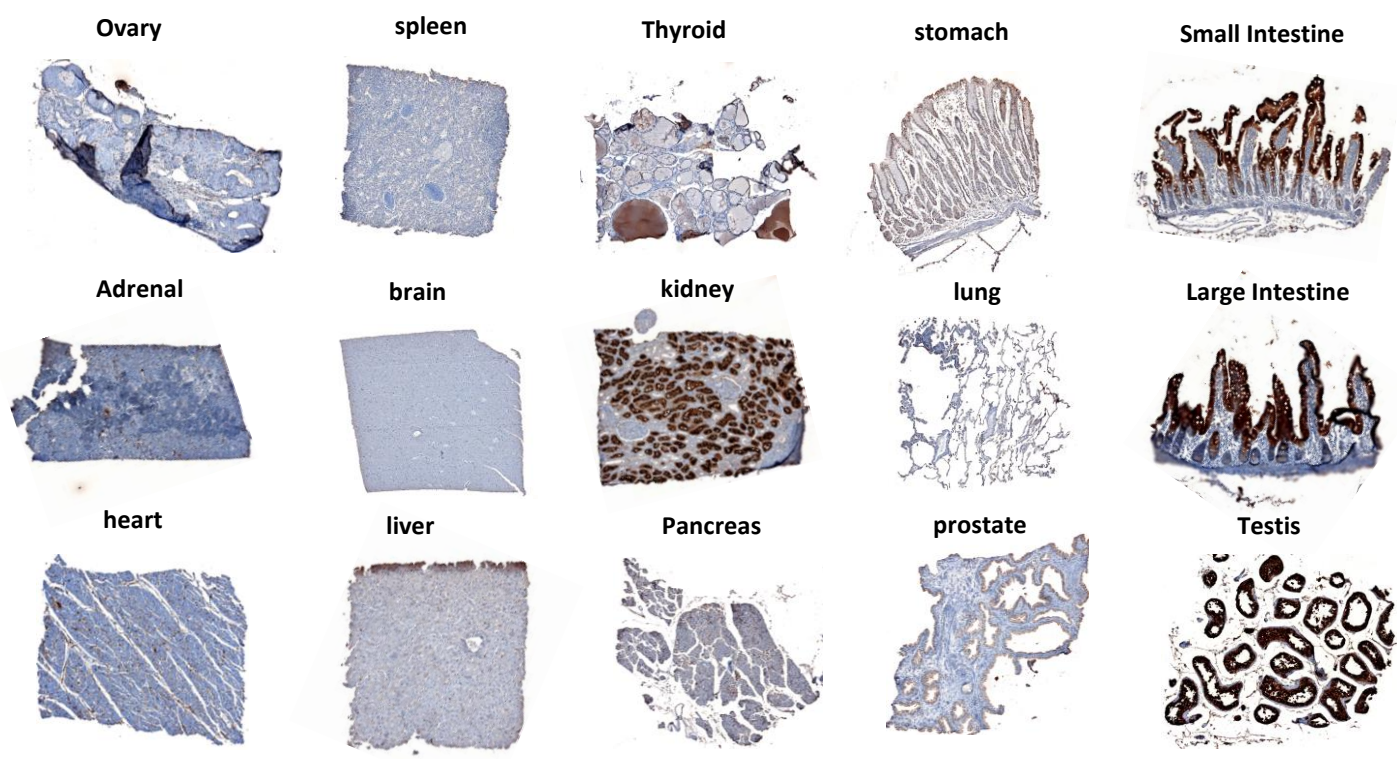 Ovary
spleen
Thyroid
stomach
Small Intestine
Adrenal
brain
kidney
lung
Large Intestine
heart
liver
Pancreas
prostate
Testis